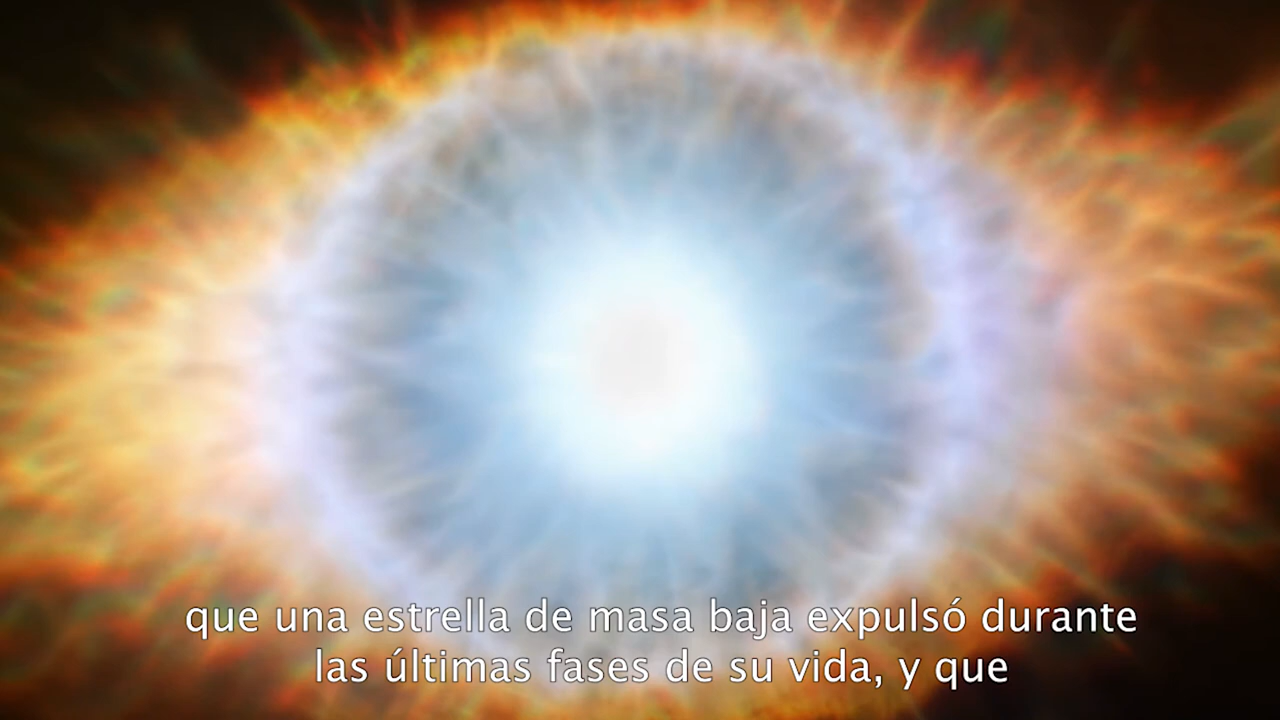 que una estrella de masa baja expulsó durante
las últimas fases de su vida, y que